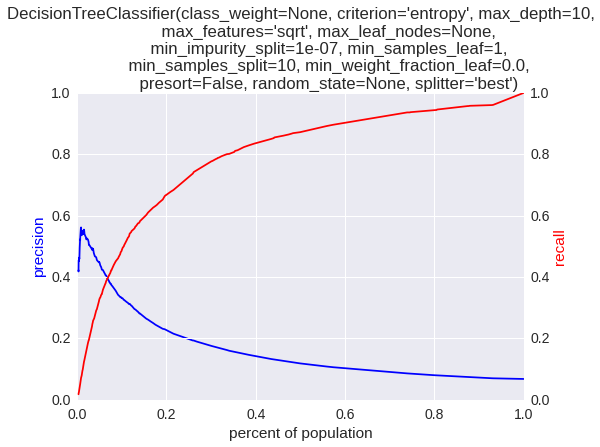 DecisionTreeClassifier(class_weight=None, criterion='entropy', max_depth=10,
max_features='sqrt', max_leaf_nodes=None,
min_impurity_split=1e-07, min_samples_leaf=1,
min_samples_split=10, min_weight_fraction_leaf=0.0,
presort=False, random_state=None, splitter='best')
1.0 1.0
0.8 0.8
0.6 0.6
precision recall
0.4 0.4
0.2 0.2
0.0 0.0
0.0 0.2 0.4 0.6 0.8 1.0
percent of population